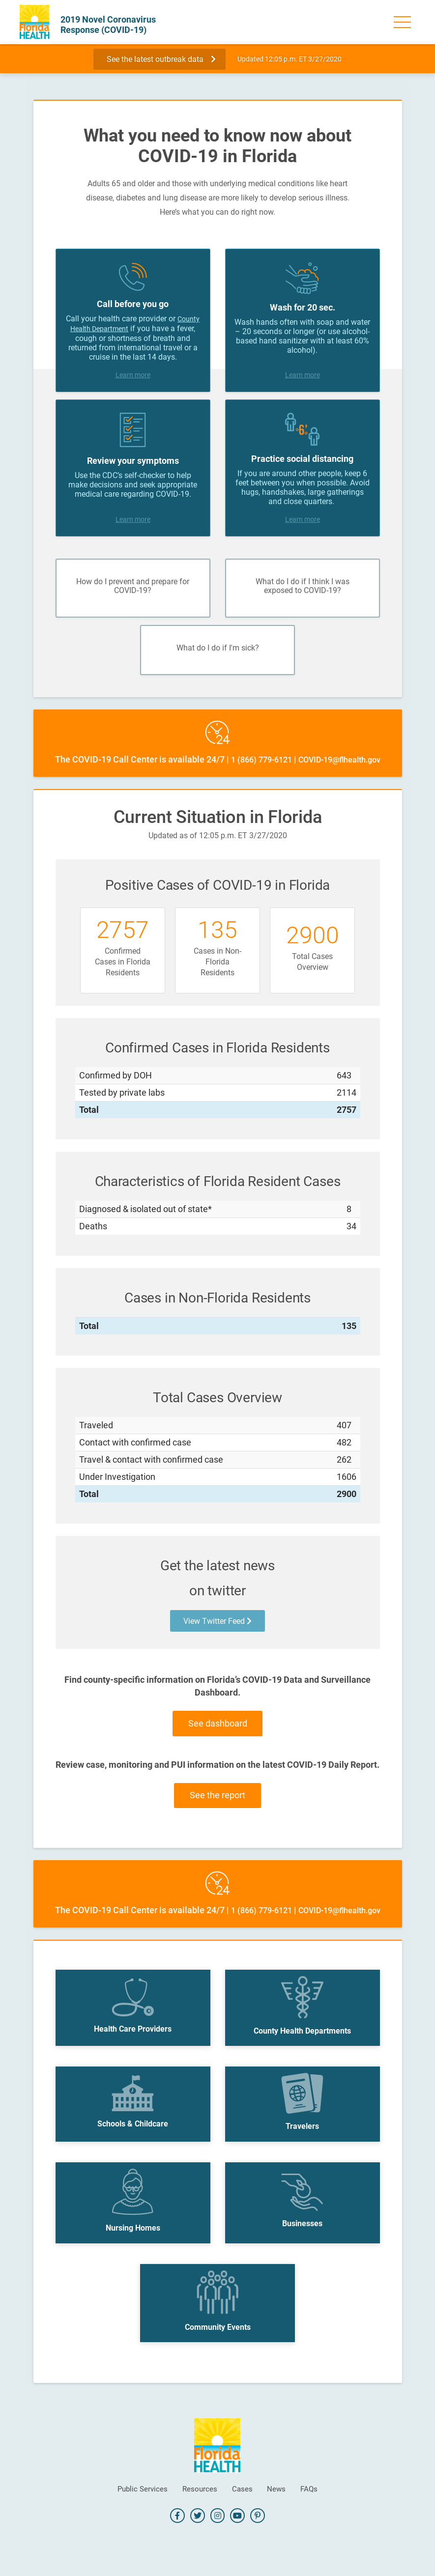 Florida
HEALTH
2019 Novel Coronavirus
Response (COVID-19)
See the latest outbreak data
Updated 12:05 p.m. ET 3/27/2020
What you need to know now about
COVID-19 in Florida
Adults 65 and older and those with underlying medical conditions like heart
disease, diabetes and lung disease are more likely to develop serious illness.
Here's what you can do right now.
Call before you go
Call your health care provider or County
Health Department if you have a fever,
cough or shortness of breath and
returned from international travel or a
cruise in the last 14 days.
Learn more
Wash for 20 sec.
Wash hands often with soap and water
– 20 seconds or longer (or use alcohol-
based hand sanitizer with at least 60%
alcohol).
Learn more
Review your symptoms
Use the CDC's self-checker to help
make decisions and seek appropriate
medical care regarding COVID-19.
Learn more
6'
Practice social distancing
If you are around other people, keep 6
feet between you when possible. Avoid
hugs, handshakes, large gatherings
and close quarters.
Learn more
How do I prevent and prepare for
COVID-19?
What do I do if I think I was
exposed to COVID-19?
What do I do if I'm sick?
24
The COVID-19 Call Center is available 24/7 | 1 (866) 779-6121 | COVID-19@flhealth.gov
Current Situation in Florida
Updated as of 12:05 p.m. ET 3/27/2020
Positive Cases of COVID-19 in Florida
2757
Confirmed
Cases in Florida
Residents
135
Cases in Non-
Florida
Residents
2900
Total Cases
Overview
Confirmed Cases in Florida Residents
Confirmed by DOH 643
Tested by private labs 2114
Total 2757
Characteristics of Florida Resident Cases
Diagnosed & isolated out of state* 8
Deaths 34
Cases in Non-Florida Residents
Total 135
Total Cases Overview
Traveled 407
Contact with confirmed case 482
Travel & contact with confirmed case 262
Under Investigation 1606
Total 2900
Get the latest news
on twitter
View Twitter Feed
Find county-specific information on Florida's COVID-19 Data and Surveillance
Dashboard.
See dashboard
Review case, monitoring and PUI information on the latest COVID-19 Daily Report.
See the report
24
The COVID-19 Call Center is available 24/7 | 1 (866) 779-6121 | COVID-19@flhealth.gov
Health Care Providers
County Health Departments
Schools & Childcare
Travelers
Nursing Homes
Businesses
Community Events
Florida
HEALTH
Public Services Resources Cases News FAQs